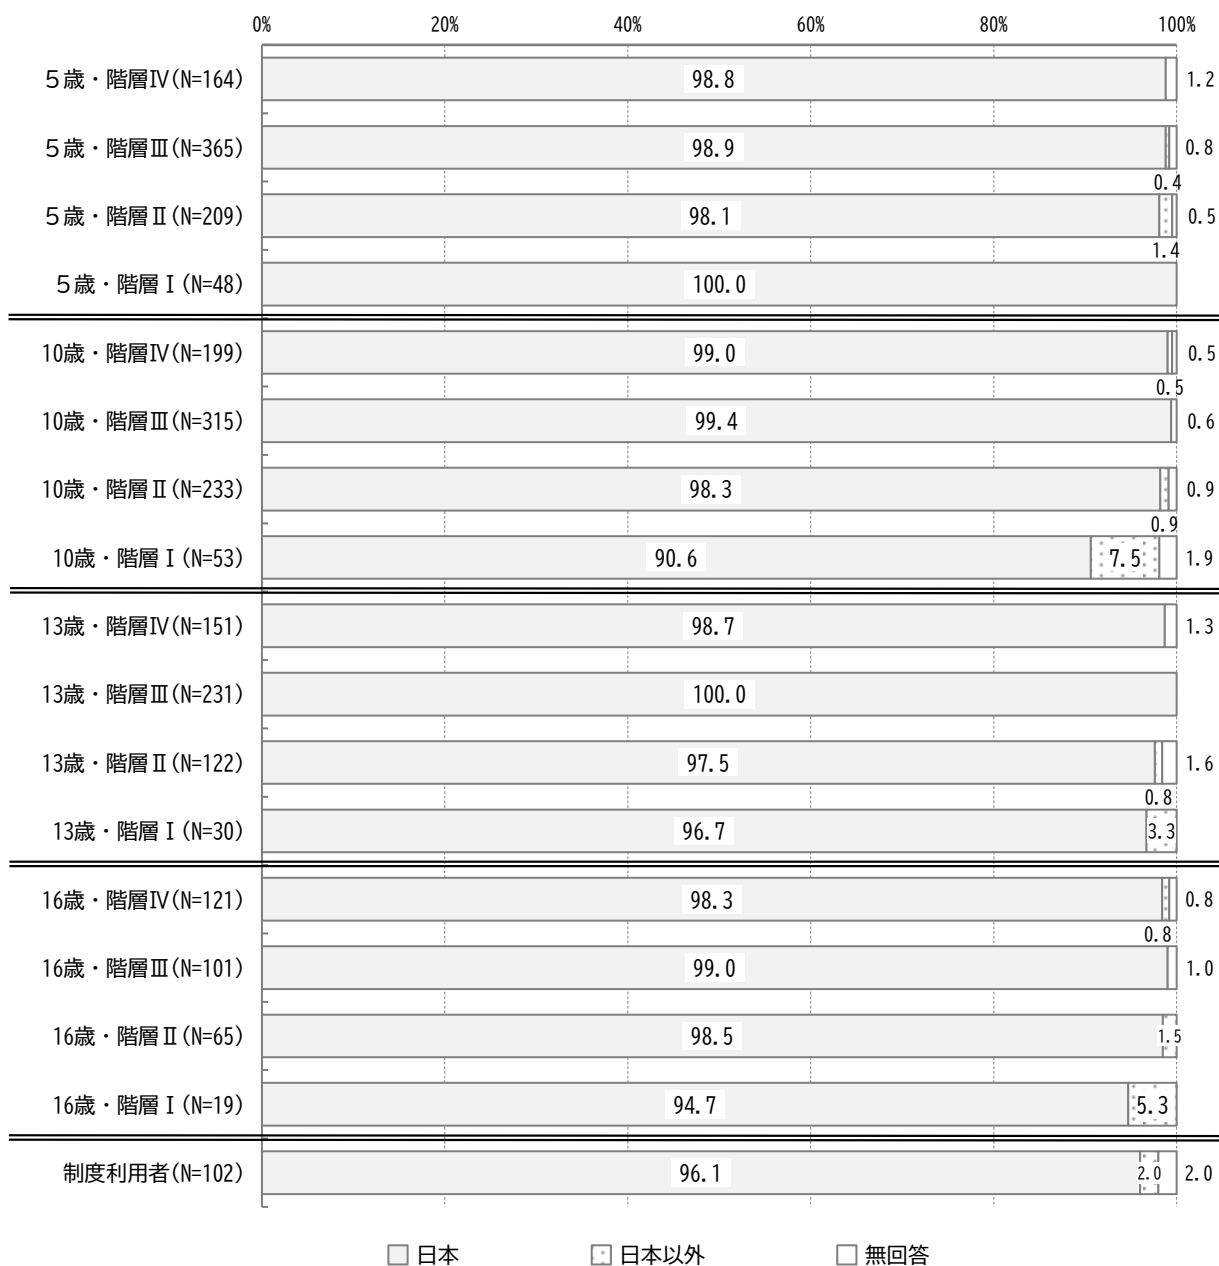 0% 20% 40% 60% 80% 100%
５歳・階層Ⅳ(N=164) 98.8 1.2
５歳・階層Ⅲ(N=365) 98.9 0.8
0.4
５歳・階層Ⅱ(N=209) 98.1 0.5
1.4
５歳・階層Ⅰ(N=48) 100.0
10歳・階層Ⅳ(N=199) 99.0 0.5
0.5
10歳・階層Ⅲ(N=315) 99.4 0.6
10歳・階層Ⅱ(N=233) 98.3 0.9
0.9
10歳・階層Ⅰ(N=53) 90.6 7.5 1.9
13歳・階層Ⅳ(N=151) 98.7 1.3
13歳・階層Ⅲ(N=231) 100.0
13歳・階層Ⅱ(N=122) 97.5 1.6
0.8
13歳・階層Ⅰ(N=30) 96.7 3.3
16歳・階層Ⅳ(N=121) 98.3 0.8
0.8
16歳・階層Ⅲ(N=101) 99.0 1.0
16歳・階層Ⅱ(N=65) 98.5 1.5
16歳・階層Ⅰ(N=19) 94.7 5.3
制度利用者(N=102) 96.1 2.0 2.0
日本 日本以外 無回答